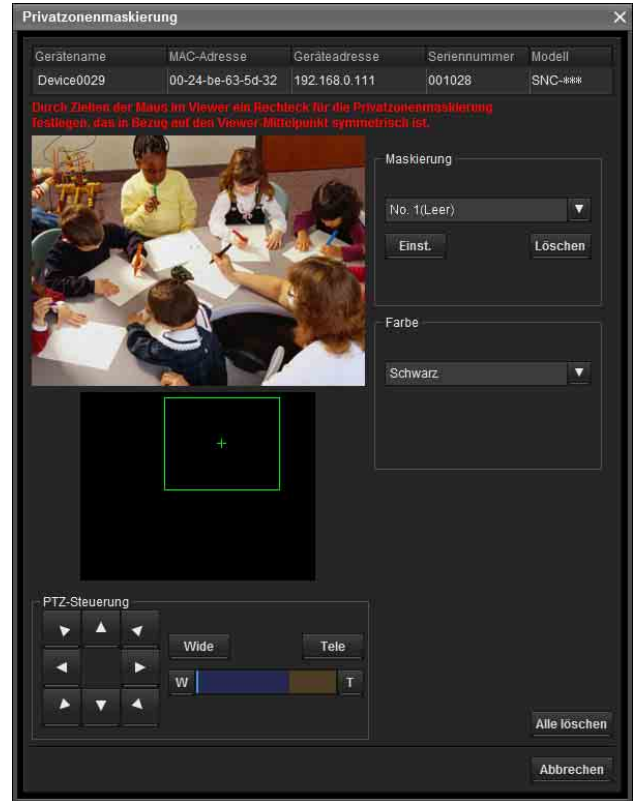 Privatzonenmaskierung
Gerätename MAC-Adresse Geräteadresse Seriennummer Modell
Device0029 00-24-be-63-5d-32 192.168.0.111 001028 SNC-***
Durch Ziehen der Maus im Viewer ein Rechteck für die Privatzonenmaskierung
festlegen, das in Bezug auf den Viewer-Mittelpunkt symmetrisch ist.
Maskierung
No. 1(Leer)
Einst. Löschen
Farbe
Schwarz
PTZ-Steuerung
Wide Tele
W T
Alle löschen
Abbrechen